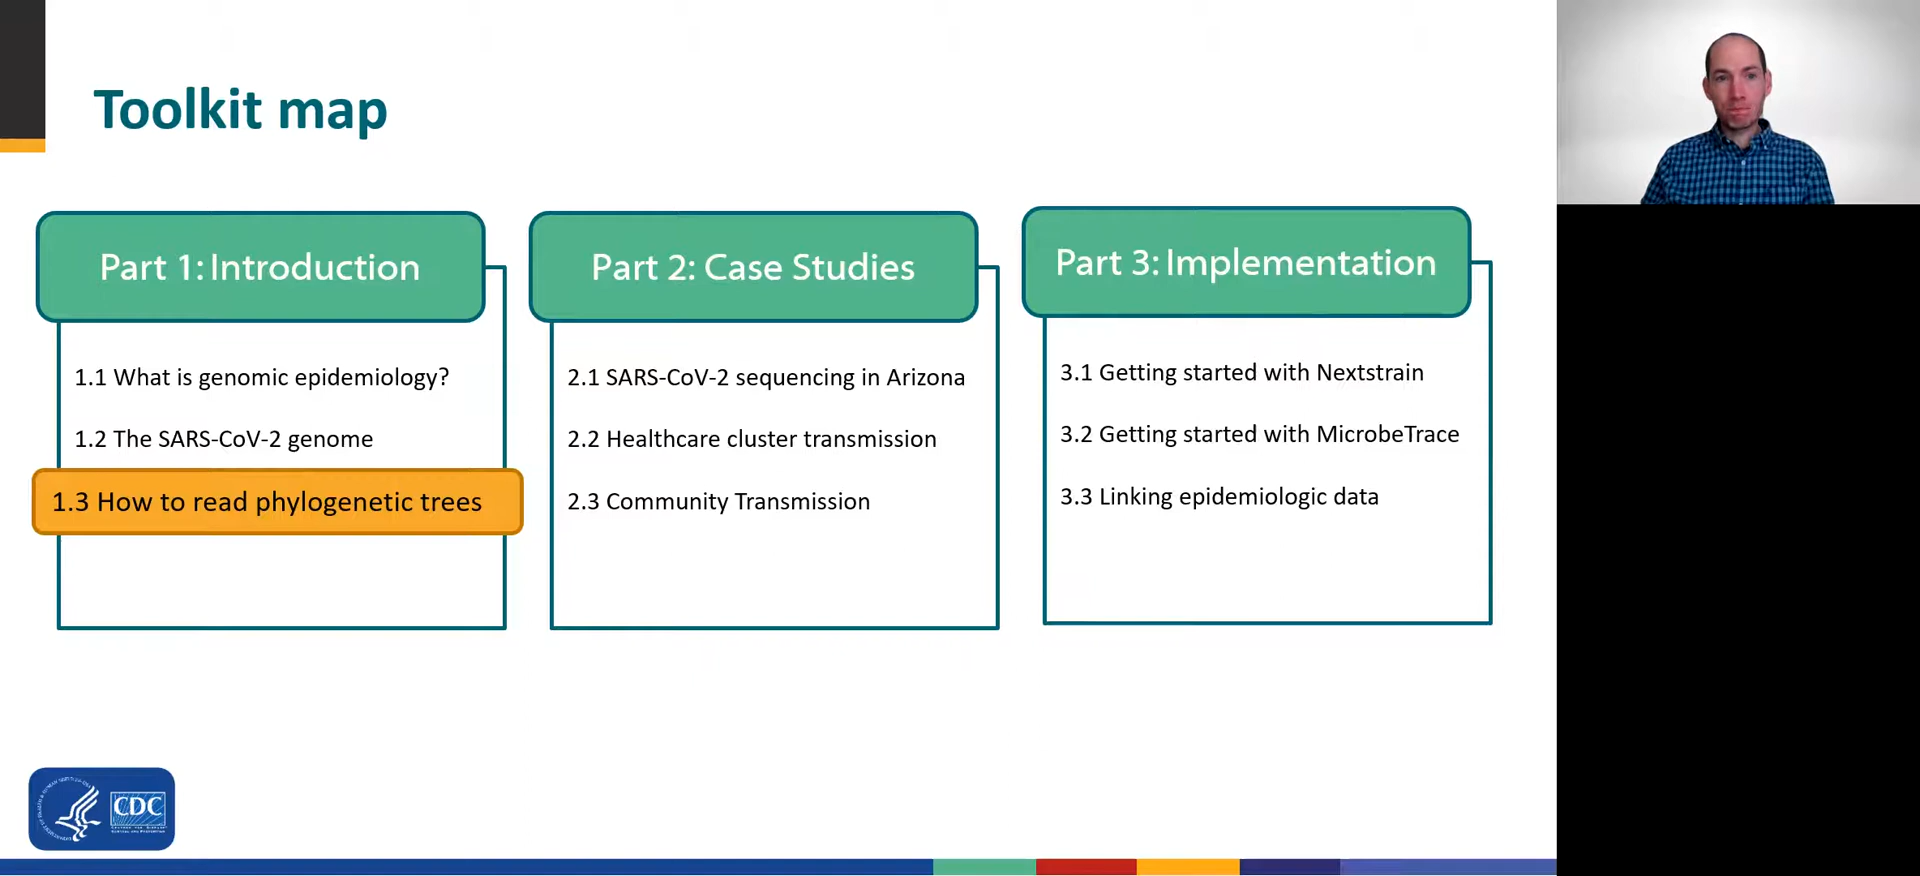 Toolkit map
Part 1: Introduction
1.1 What is genomic epidemiology?
1.2 The SARS-CoV-2 genome
1.3 How to read phylogenetic trees
Part 2: Case Studies
2.1 SARS-CoV-2 sequencing in Arizona
2.2 Healthcare cluster transmission
2.3 Community Transmission
Part 3: Implementation
3.1 Getting started with Nextstrain
3.2 Getting started with MicrobeTrace
3.3 Linking epidemiologic data
CDC